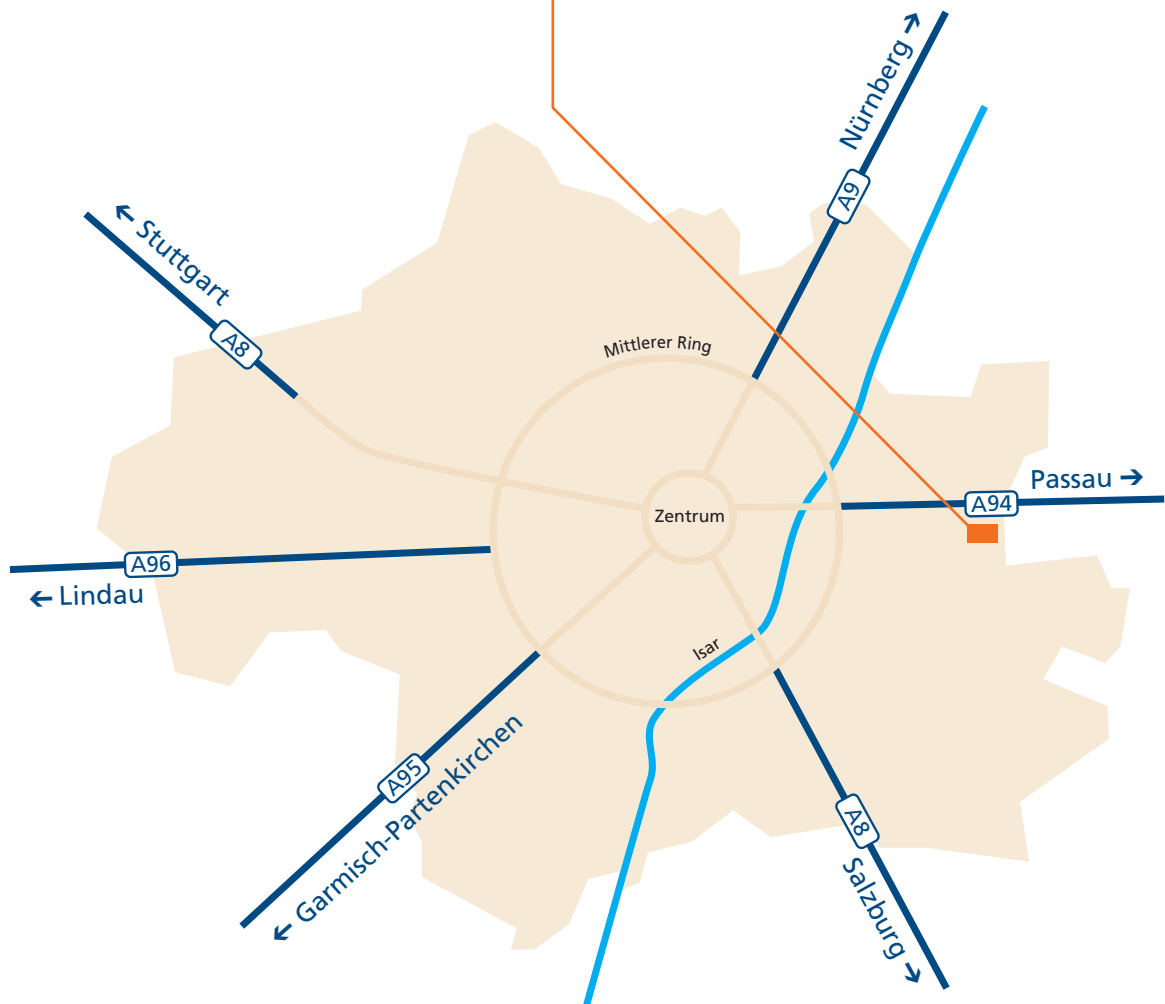 Nürnberg →
A9
← Stuttgart
A8
Mittlerer Ring
Passau →
A94
Zentrum
A96
← Lindau
Isar
A95
← Garmisch-Partenkirchen
A8
Salzburg →